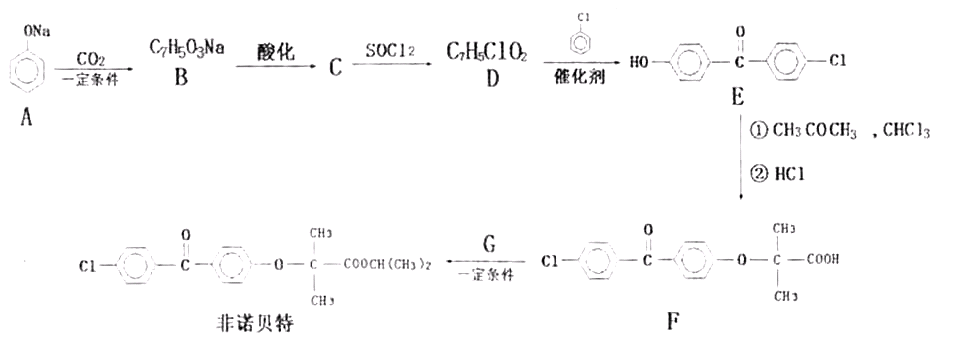 ONa
CO2
一定条件
A
C7H5O3Na
B
酸化
C
SOCl2
C7H5ClO2
D
Cl
催化剂
HO
O
C
Cl
E
① CH3COCH3 ,CHCl3
② HCl
Cl
O
C
O
CH3
C
COOH
CH3
F
G
一定条件
Cl
O
C
O
CH3
C
COOCH(CH3)2
CH3
非诺贝特